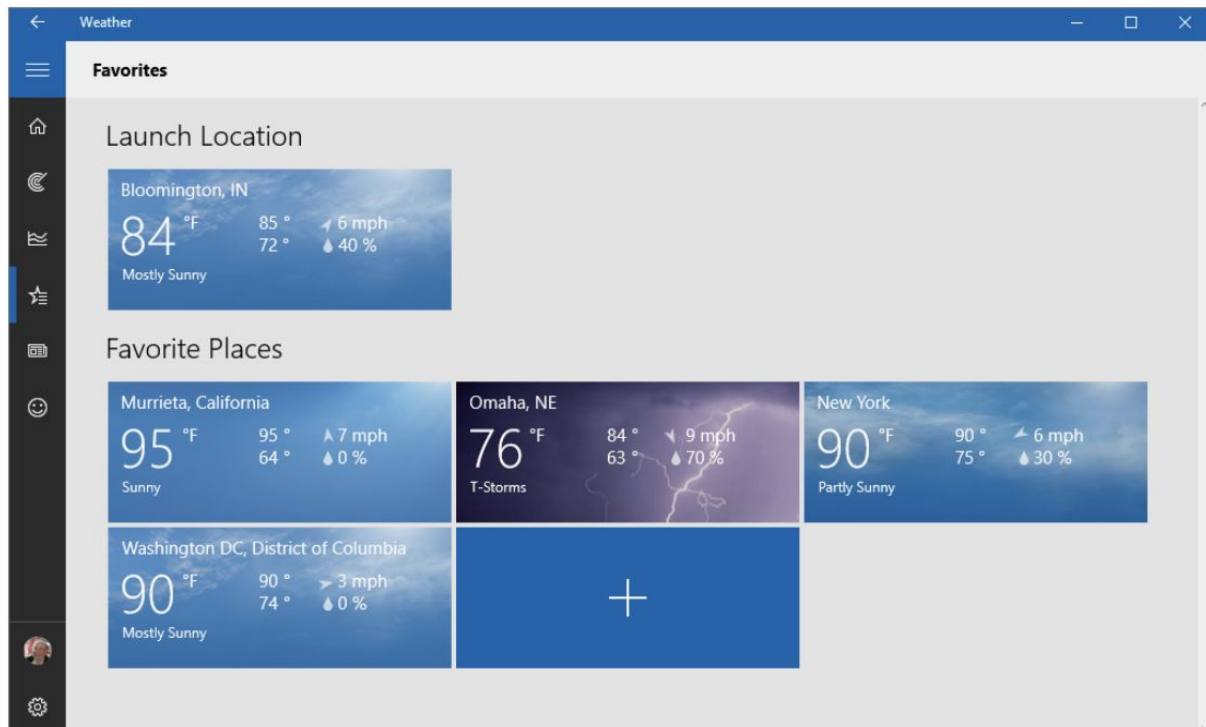 Weather
Favorites
Launch Location
Bloomington, IN
84 °F 85 ° 6 mph
72 ° 40 %
Mostly Sunny
Favorite Places
Murrieta, California
95 °F 95 ° 7 mph
64 ° 0 %
Sunny
Omaha, NE
76 °F 84 ° 9 mph
63 ° 70 %
T-Storms
New York
90 °F 90 ° 6 mph
75 ° 30 %
Partly Sunny
Washington DC, District of Columbia
90 °F 90 ° 3 mph
74 ° 0 %
Mostly Sunny